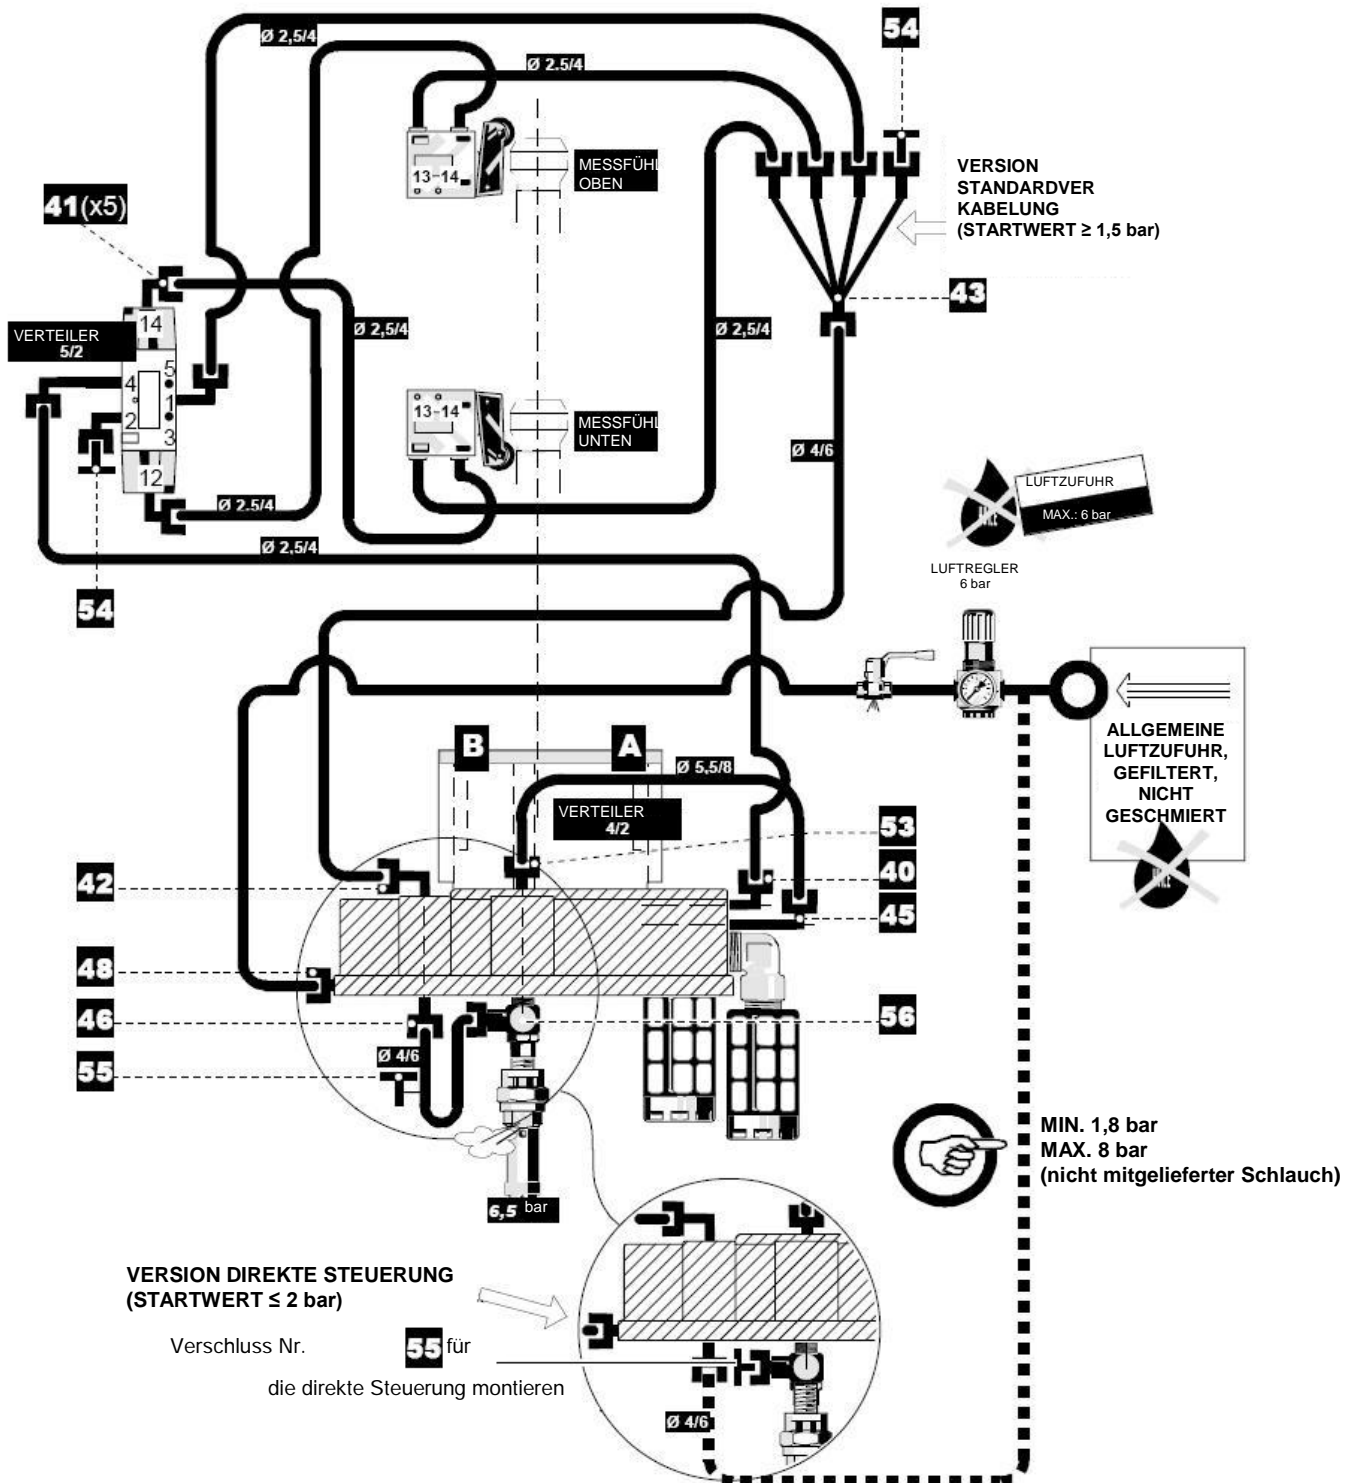 Ø 2,5/4
54
Ø 2.5/4
MESSFÜHL
OBEN
13-14
VERSION
STANDARDVER
KABELUNG
(STARTWERT ≥ 1,5 bar)
41(x5)
43
14
VERTEILER
5/2
Ø 2,5/4
Ø 2,5/4
5
4
1
2
3
13-14
MESSFÜHL
UNTEN
Ø 4/6
12
LUFTZUFUHR
MAX.: 6 bar
Ø 2.5/4
Ø 2,5/4
LUFTREGLER
6 bar
54
ALLGEMEINE
LUFTZUFUHR,
GEFILTERT,
NICHT
GESCHMIERT
B
A
Ø 5,5/8
VERTEILER
4/2
53
42
40
45
48
46
56
Ø 4/6
55
MIN. 1,8 bar
MAX. 8 bar
(nicht mitgelieferter Schlauch)
6,5 bar
VERSION DIREKTE STEUERUNG
(STARTWERT ≤ 2 bar)
Verschluss Nr. 55 für
die direkte Steuerung montieren
Ø 4/6